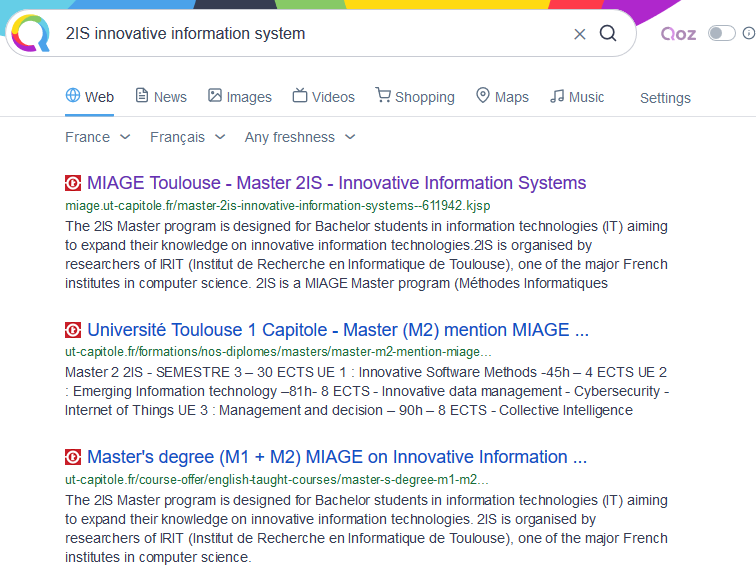 2IS innovative information system
Qoz
Web News Images Videos Shopping Maps Music Settings
France Français Any freshness
MIAGE Toulouse - Master 2IS - Innovative Information Systems
miage.ut-capitole.fr/master-2is-innovative-information-systems--611942.kjsp
The 2IS Master program is designed for Bachelor students in information technologies (IT) aiming
to expand their knowledge on innovative information technologies.2IS is organised by
researchers of IRIT (Institut de Recherche en Informatique de Toulouse), one of the major French
institutes in computer science. 2IS is a MIAGE Master program (Méthodes Informatiques
Université Toulouse 1 Capitole - Master (M2) mention MIAGE ...
ut-capitole.fr/formations/nos-diplomes/masters/master-m2-mention-miage...
Master 2 2IS - SEMESTRE 3 – 30 ECTS UE 1 : Innovative Software Methods -45h – 4 ECTS UE 2
: Emerging Information technology –81h- 8 ECTS - Innovative data management - Cybersecurity -
Internet of Things UE 3 : Management and decision – 90h – 8 ECTS - Collective Intelligence
Master's degree (M1 + M2) MIAGE on Innovative Information ...
ut-capitole.fr/course-offer/english-taught-courses/master-s-degree-m1-m2...
The 2IS Master program is designed for Bachelor students in information technologies (IT) aiming
to expand their knowledge on innovative information technologies. 2IS is organised by
researchers of IRIT (Institut de Recherche en Informatique de Toulouse), one of the major French
institutes in computer science.